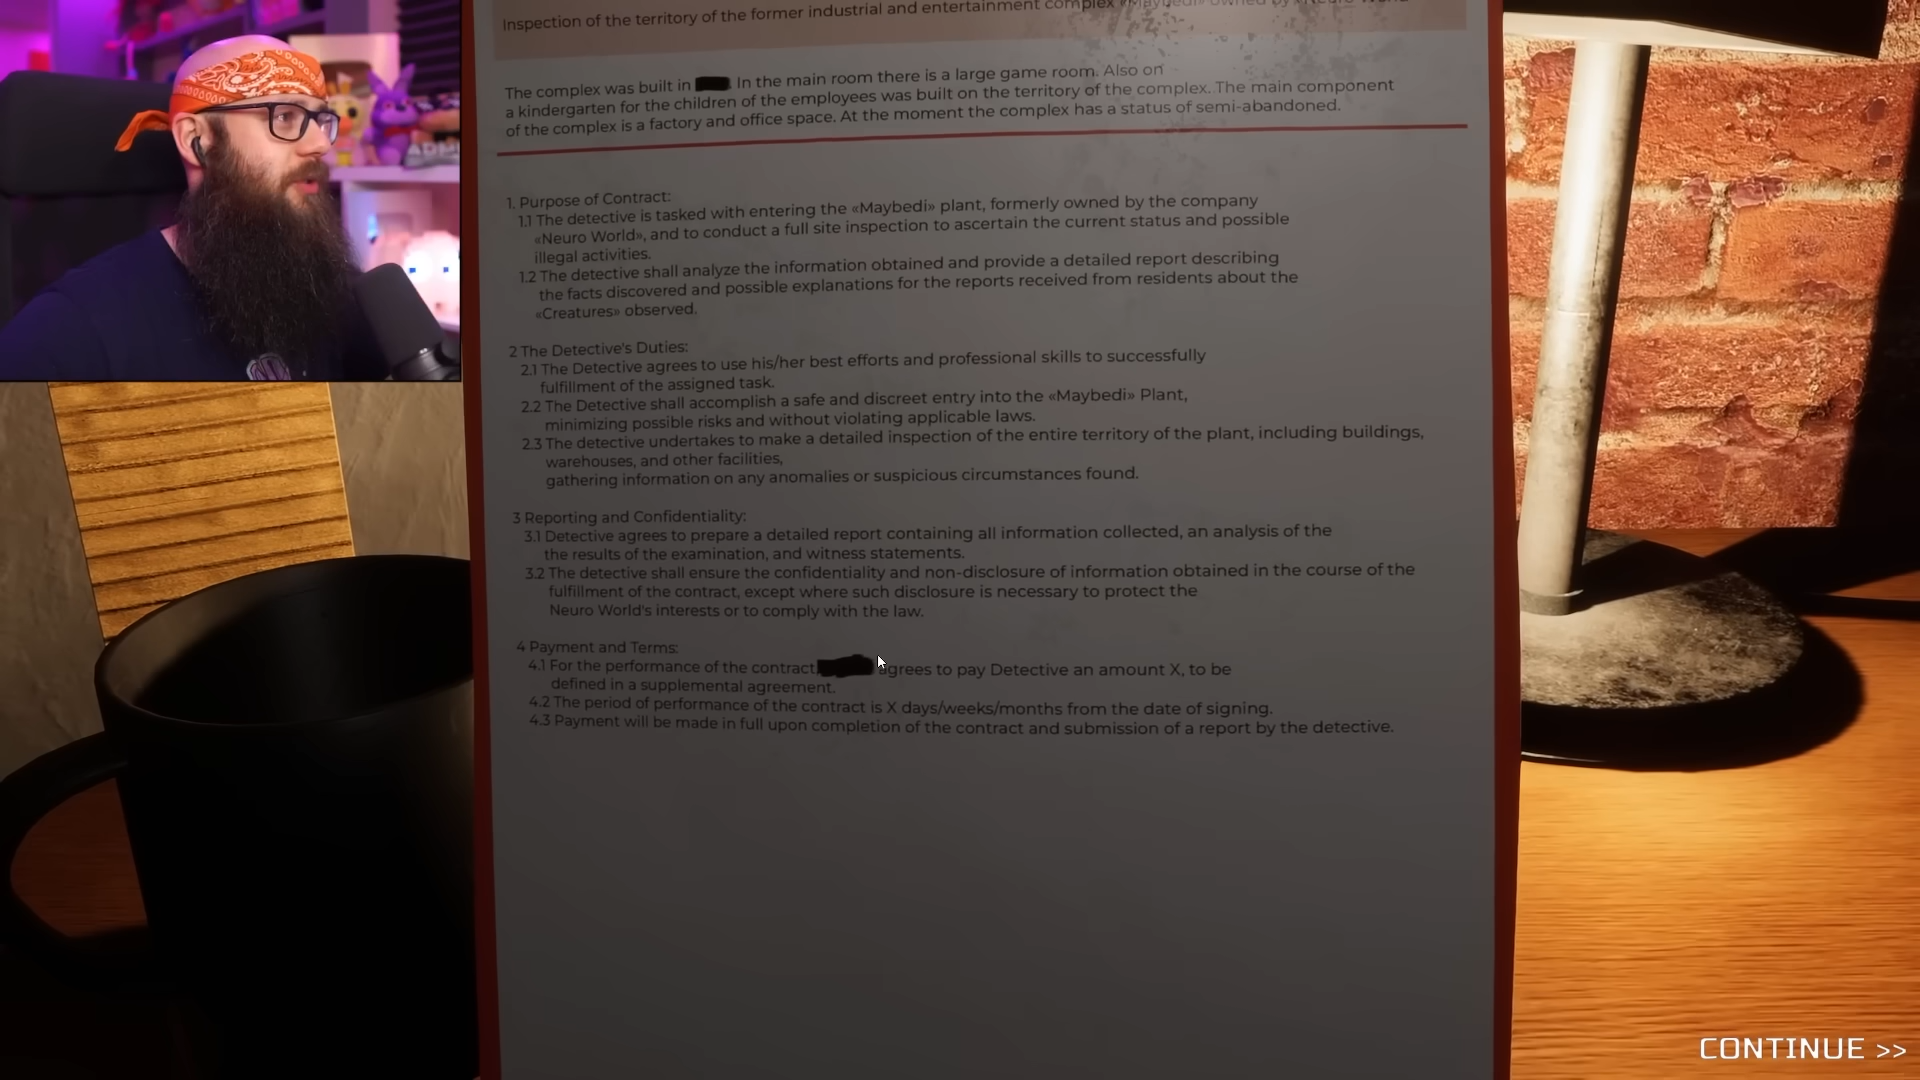 Inspection of the territory of the former industrial and entertainment complex «Maybedi» owned by «Neuro World»
The complex was built in In the main room there is a large game room. Also on
a kindergarten for the children of the employees was built on the territory of the complex. The main component
of the complex is a factory and office space. At the moment the complex has a status of semi-abandoned.
1. Purpose of Contract:
1.1 The detective is tasked with entering the «Maybedi» plant, formerly owned by the company
«Neuro World», and to conduct a full site inspection to ascertain the current status and possible
illegal activities.
1.2 The detective shall analyze the information obtained and provide a detailed report describing
the facts discovered and possible explanations for the reports received from residents about the
«Creatures» observed.
2 The Detective's Duties:
2.1 The Detective agrees to use his/her best efforts and professional skills to successfully
fulfillment of the assigned task.
2.2 The Detective shall accomplish a safe and discreet entry into the «Maybedi» Plant,
minimizing possible risks and without violating applicable laws.
2.3 The detective undertakes to make a detailed inspection of the entire territory of the plant, including buildings,
warehouses, and other facilities,
gathering information on any anomalies or suspicious circumstances found.
3 Reporting and Confidentiality:
3.1 Detective agrees to prepare a detailed report containing all information collected, an analysis of the
the results of the examination, and witness statements.
3.2 The detective shall ensure the confidentiality and non-disclosure of information obtained in the course of the
fulfillment of the contract, except where such disclosure is necessary to protect the
Neuro World's interests or to comply with the law.
4 Payment and Terms:
4.1 For the performance of the contract agrees to pay Detective an amount X, to be
defined in a supplemental agreement.
4.2 The period of performance of the contract is X days/weeks/months from the date of signing.
4.3 Payment will be made in full upon completion of the contract and submission of a report by the detective.
CONTINUE >>